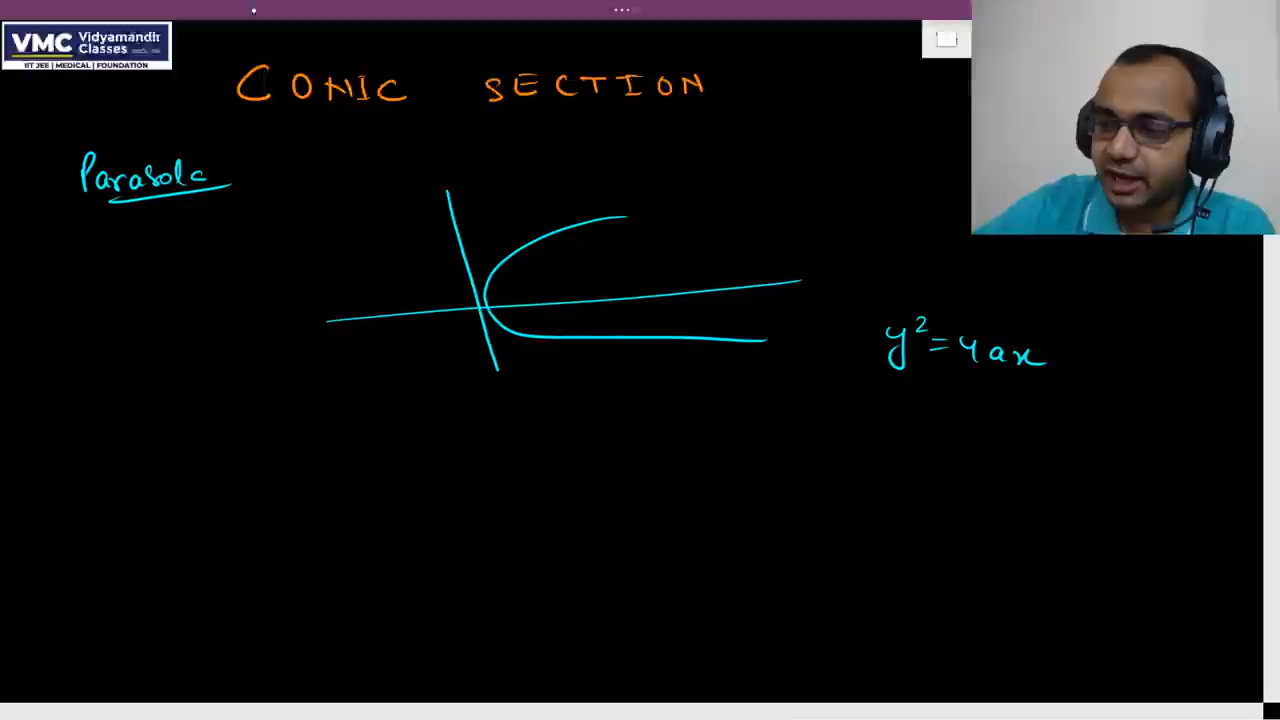 VMC Vidyamandir Classes
IIT JEE | MEDICAL | FOUNDATION
CONIC SECTION
Parabola
y² = 4ax